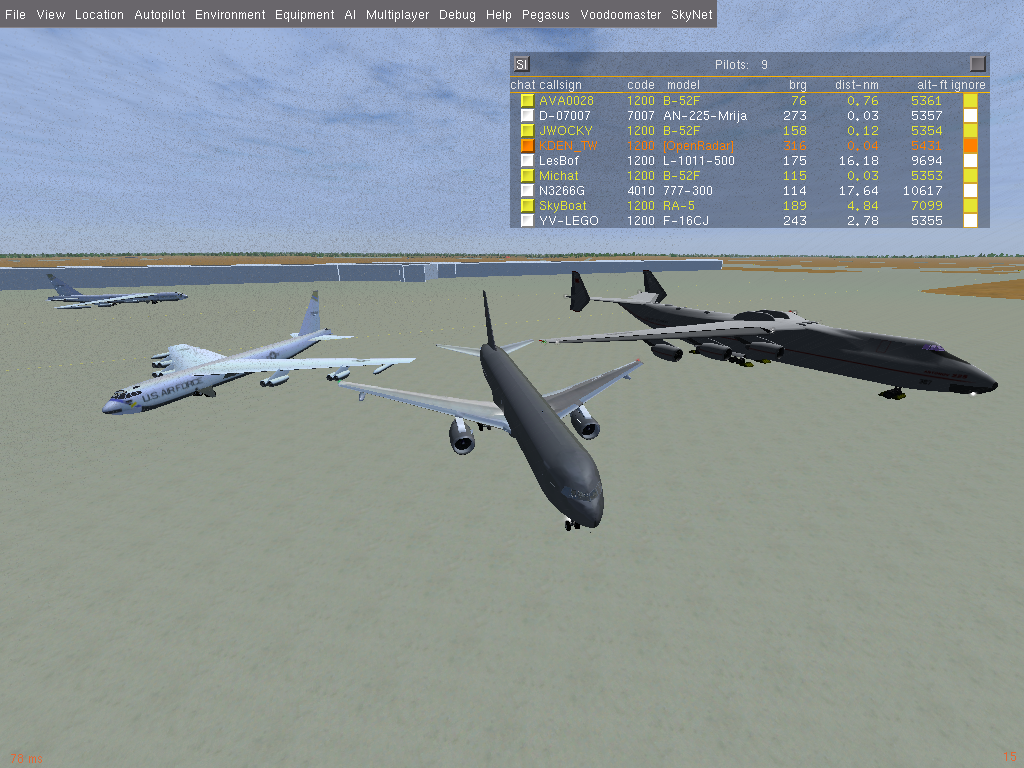 File View Location Autopilot Environment Equipment AI Multiplayer Debug Help Pegasus Voodoomaster SkyNet
SI Pilots: 9
chat callsign code model brg dist-nm alt-ft ignore
AVA0028 1200 B-52F 76 0.76 5361
D-07007 7007 AN-225-Mrija 273 0.03 5357
JWOCKY 1200 B-52F 158 0.12 5354
KDEN_TW 1200 [OpenRadar] 316 0.04 5431
LesBof 1200 L-1011-500 175 16.18 9694
Michat 1200 B-52F 115 0.03 5353
N3266G 4010 777-300 114 17.64 10617
SkyBoat 1200 RA-5 189 4.84 7099
YV-LEGO 1200 F-16CJ 243 2.78 5355
U.S. AIR FORCE
15